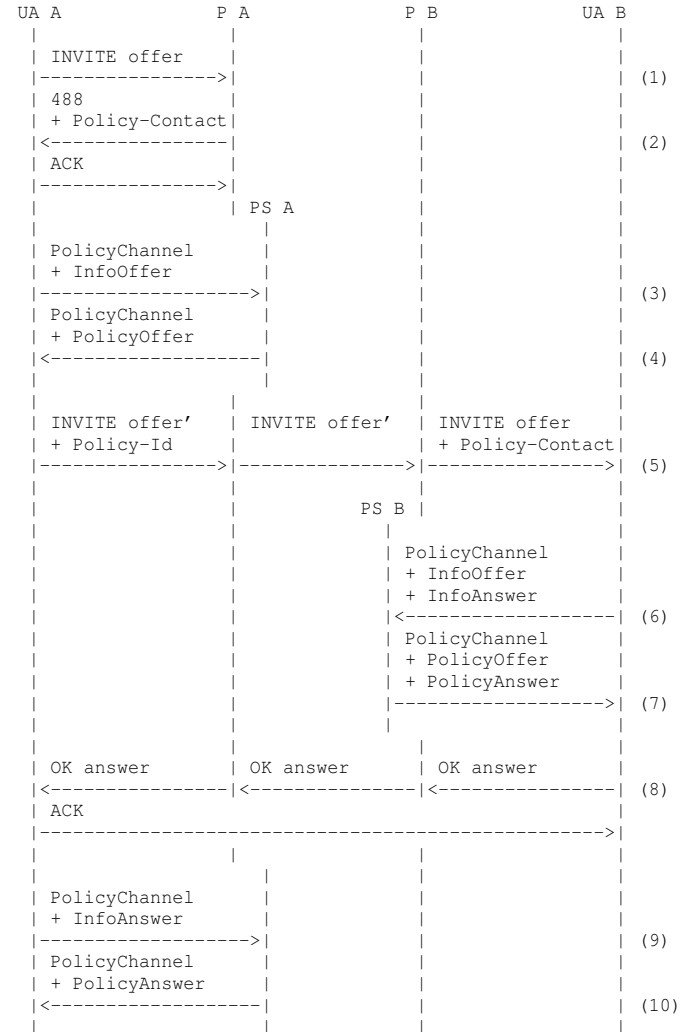 UA A P A P B UA B
INVITE offer
(1)
488
+ Policy-Contact
(2)
ACK
PS A
PolicyChannel
+ InfoOffer
(3)
PolicyChannel
+ PolicyOffer
(4)
INVITE offer' INVITE offer' INVITE offer
+ Policy-Id + Policy-Contact
(5)
PS B
PolicyChannel
+ InfoOffer
+ InfoAnswer
(6)
PolicyChannel
+ PolicyOffer
+ PolicyAnswer
(7)
OK answer OK answer OK answer
(8)
ACK
PolicyChannel
+ InfoAnswer
(9)
PolicyChannel
+ PolicyAnswer
(10)